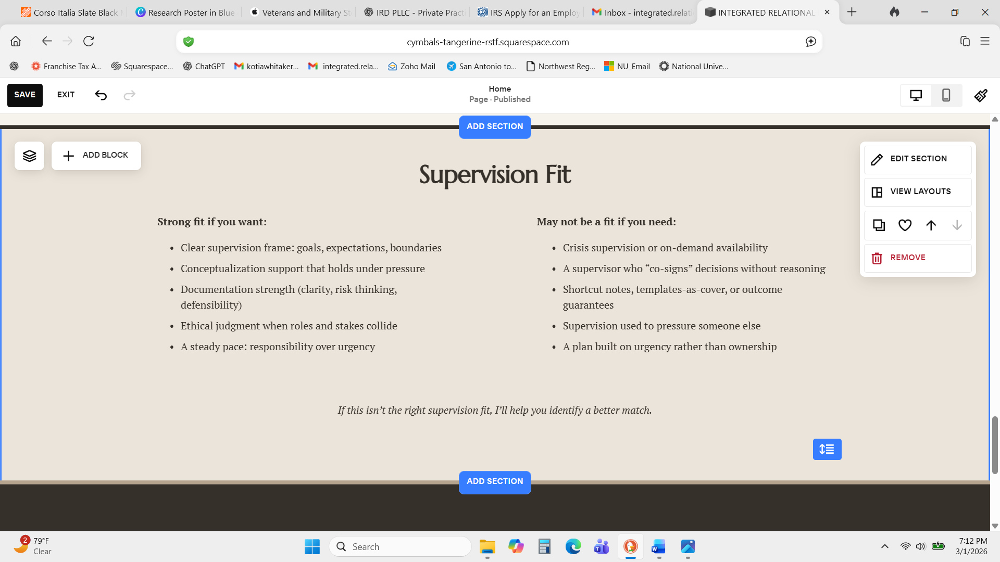 Corso Italia Slate Black
Research Poster in Blue
Veterans and Military St
IRD PLLC - Private Practi
IRS Apply for an Employ
Inbox - integrated.relati
INTEGRATED RELATIONAL
cymbals-tangerine-rstf.squarespace.com
Franchise Tax A...
Squarespace...
ChatGPT
kotiawhitaker...
integrated.rela...
Zoho Mail
San Antonio to...
Northwest Reg...
NU_Email
National Unive...
SAVE
EXIT
Home
Page · Published
ADD SECTION
ADD BLOCK
EDIT SECTION
VIEW LAYOUTS
REMOVE
Supervision Fit
Strong fit if you want:
• Clear supervision frame: goals, expectations, boundaries
• Conceptualization support that holds under pressure
• Documentation strength (clarity, risk thinking,
defensibility)
• Ethical judgment when roles and stakes collide
• A steady pace: responsibility over urgency
May not be a fit if you need:
• Crisis supervision or on-demand availability
• A supervisor who “co-signs” decisions without reasoning
• Shortcut notes, templates-as-cover, or outcome
guarantees
• Supervision used to pressure someone else
• A plan built on urgency rather than ownership
If this isn’t the right supervision fit, I’ll help you identify a better match.
ADD SECTION
2
79°F
Clear
Search
7:12 PM
3/1/2026